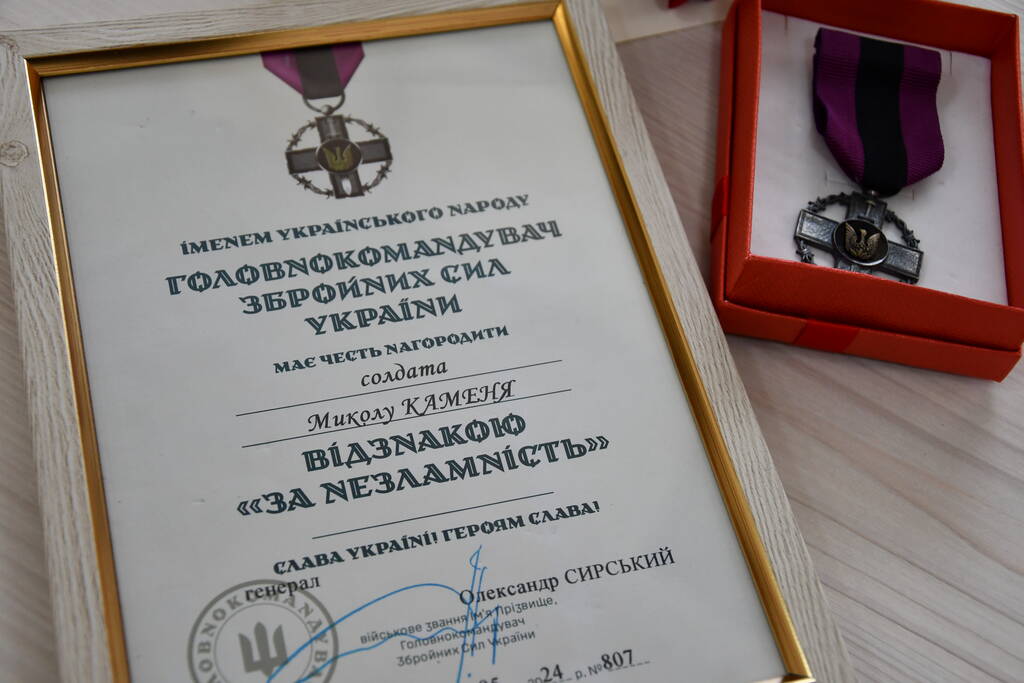 ІМЕНЕМ УКРАЇНСЬКОГО НАРОДУ
ГОЛОВНОКОМАНДУВАЧ
ЗБРОЙНИХ СИЛ
УКРАЇНИ
МАЄ ЧЕСТЬ НАГОРОДИТИ
солдата
Миколу КАМЕНЯ
ВІДЗНАКОЮ
«ЗА НЕЗЛАМНІСТЬ»
СЛАВА УКРАЇНІ! ГЕРОЯМ СЛАВА!
генерал Олександр СИРСЬКИЙ
військове звання Ім'я Прізвище,
Головнокомандувач
Збройних Сил України
2024 р. № 807